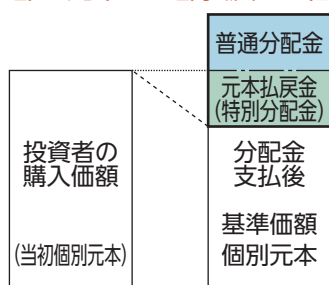 普通分配金
元本払戻金
(特別分配金)
投資者の
購入価額
(当初個別元本)
分配金
支払後
基準価額
個別元本